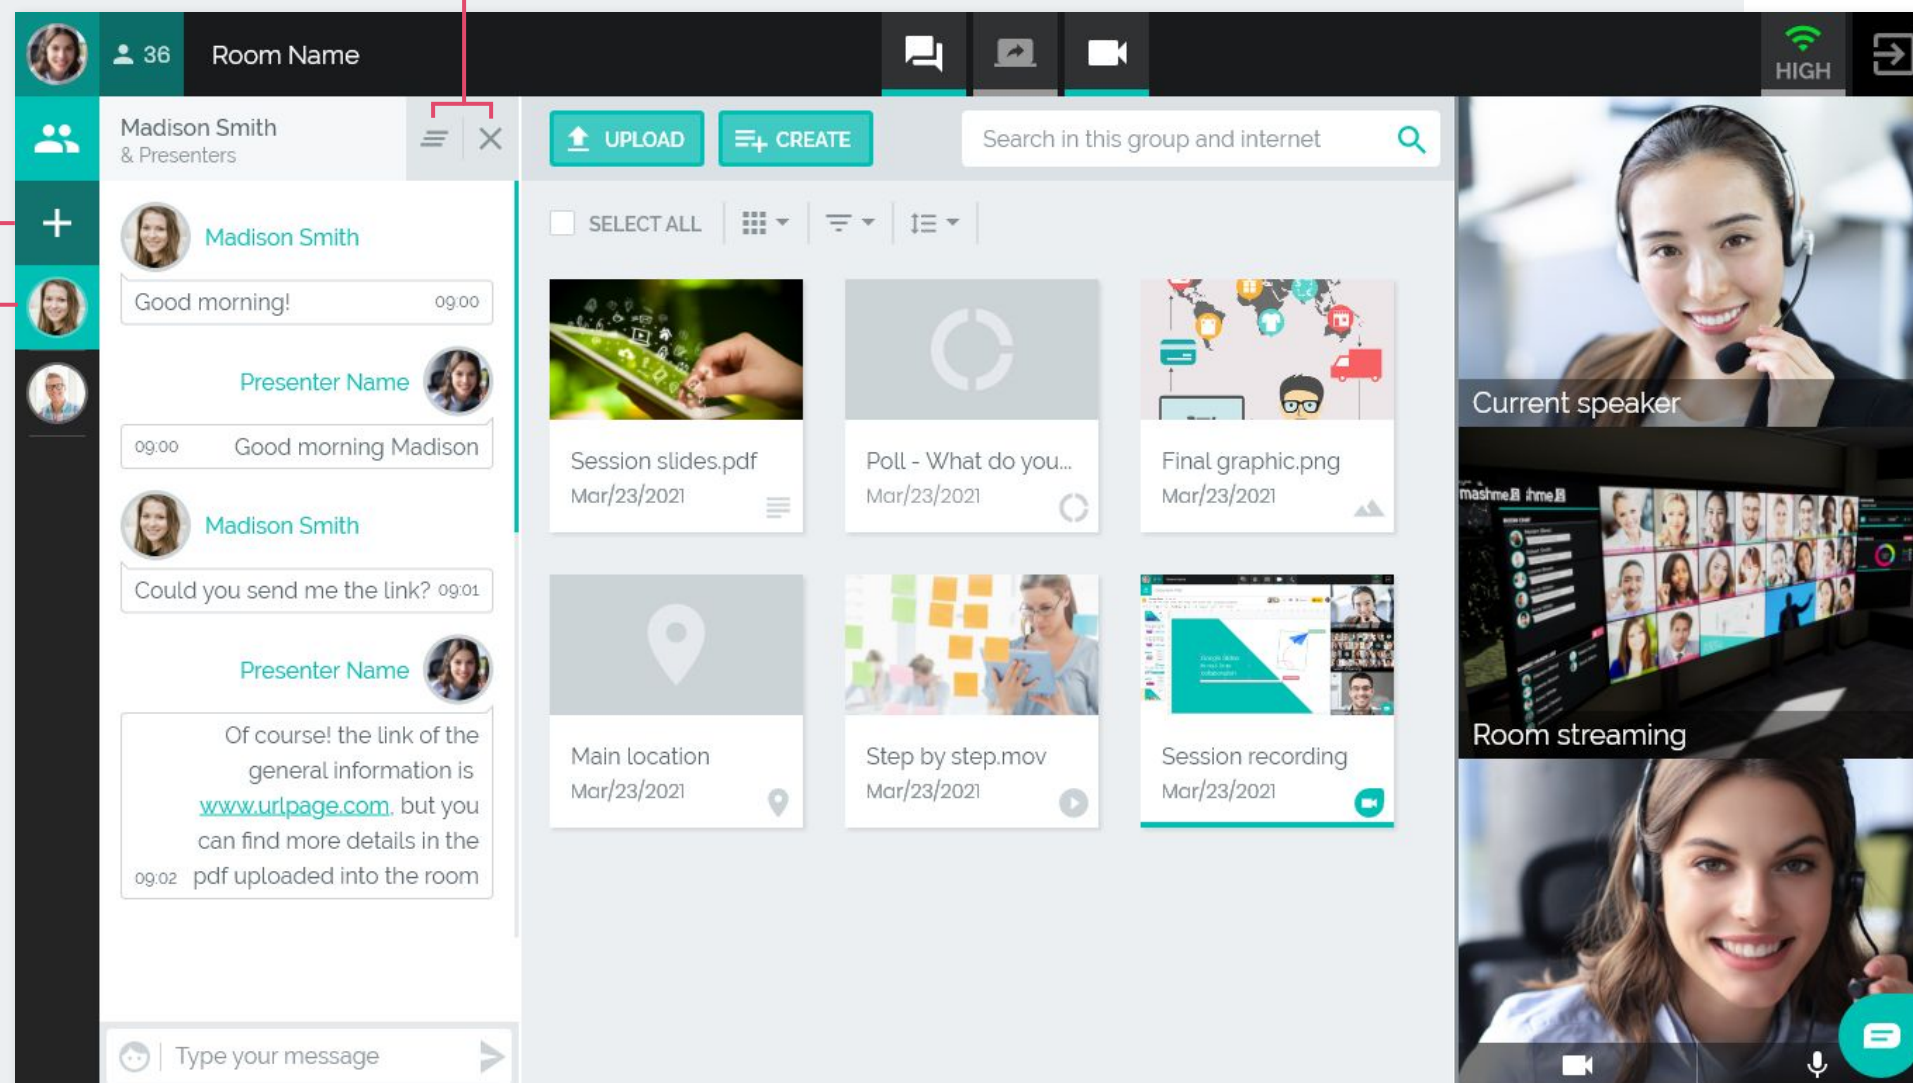 36
Room Name
HIGH
Madison Smith
& Presenters
UPLOAD
CREATE
Search in this group and internet
SELECT ALL
Madison Smith
Good morning! 09:00
Presenter Name
09:00 Good morning Madison
Madison Smith
Could you send me the link? 09:01
Presenter Name
Of course! the link of the
general information is
www.urlpage.com, but you
can find more details in the
09:02 pdf uploaded into the room
Type your message
Session slides.pdf
Mar/23/2021
Poll - What do you...
Mar/23/2021
Final graphic.png
Mar/23/2021
Main location
Mar/23/2021
Step by step.mov
Mar/23/2021
Session recording
Mar/23/2021
Current speaker
mashme
Room streaming